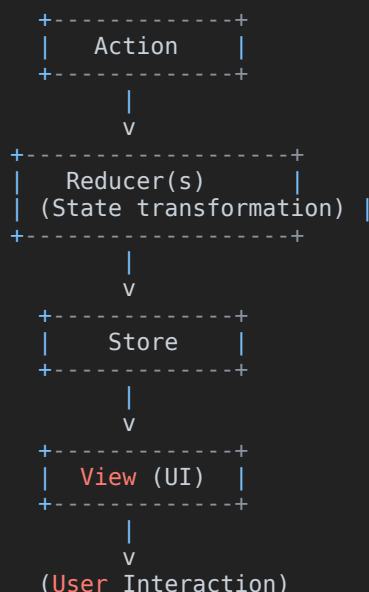 +-------------+
|   Action    |
+-------------+
|
v
+-------------------+
|   Reducer(s)      |
| (State transformation) |
+-------------------+
|
v
+-------------+
|    Store    |
+-------------+
|
v
+-------------+
|  View (UI)  |
+-------------+
|
v
(User Interaction)